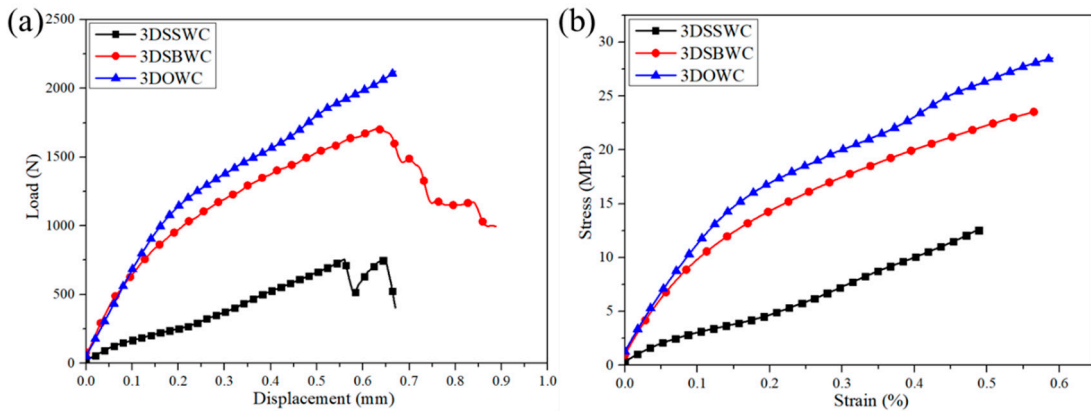 (a)
2500
2000
1500
1000
500
0
Load (N)
3DSSWC
3DSBWC
3DOWC
0.0 0.1 0.2 0.3 0.4 0.5 0.6 0.7 0.8 0.9 1.0
Displacement (mm)
(b)
30
25
20
15
10
5
0
Stress (MPa)
3DSSWC
3DSBWC
3DOWC
0.0 0.1 0.2 0.3 0.4 0.5 0.6
Strain (%)